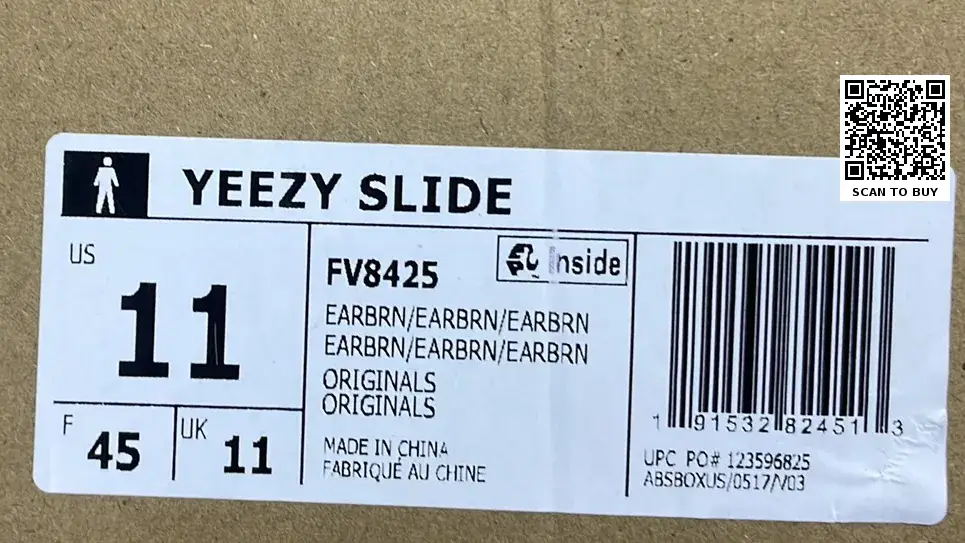 SCAN TO BUY
YEEZY SLIDE
US
11
F
45
UK
11
FV8425
inside
EARBRN/EARBRN/EARBRN
EARBRN/EARBRN/EARBRN
ORIGINALS
ORIGINALS
MADE IN CHINA
FABRIQUÉ AU CHINE
1 91532 82451 3
UPC PO# 123596825
ABSBOXUS/0517/V03